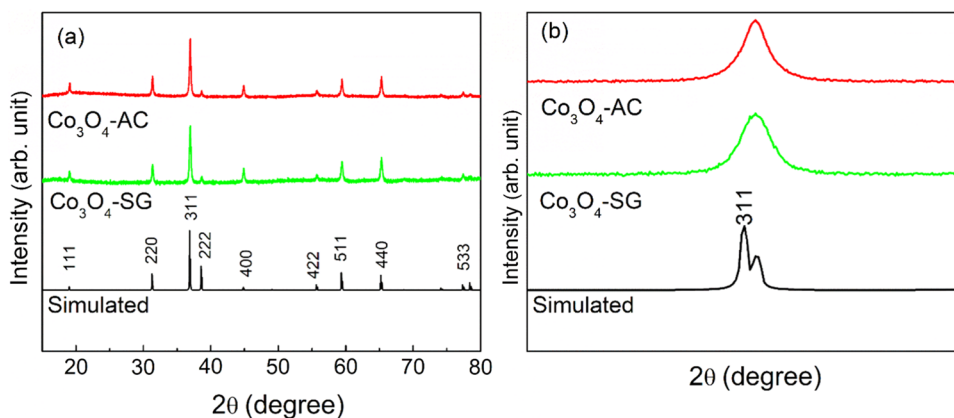 (a)
Co₃O₄-AC
Co₃O₄-SG
111
220
311
222
400
422
511
440
533
Simulated
20 30 40 50 60 70 80
2θ (degree)
Intensity (arb. unit)
(b)
Co₃O₄-AC
Co₃O₄-SG
311
Simulated
2θ (degree)
Intensity (arb. unit)